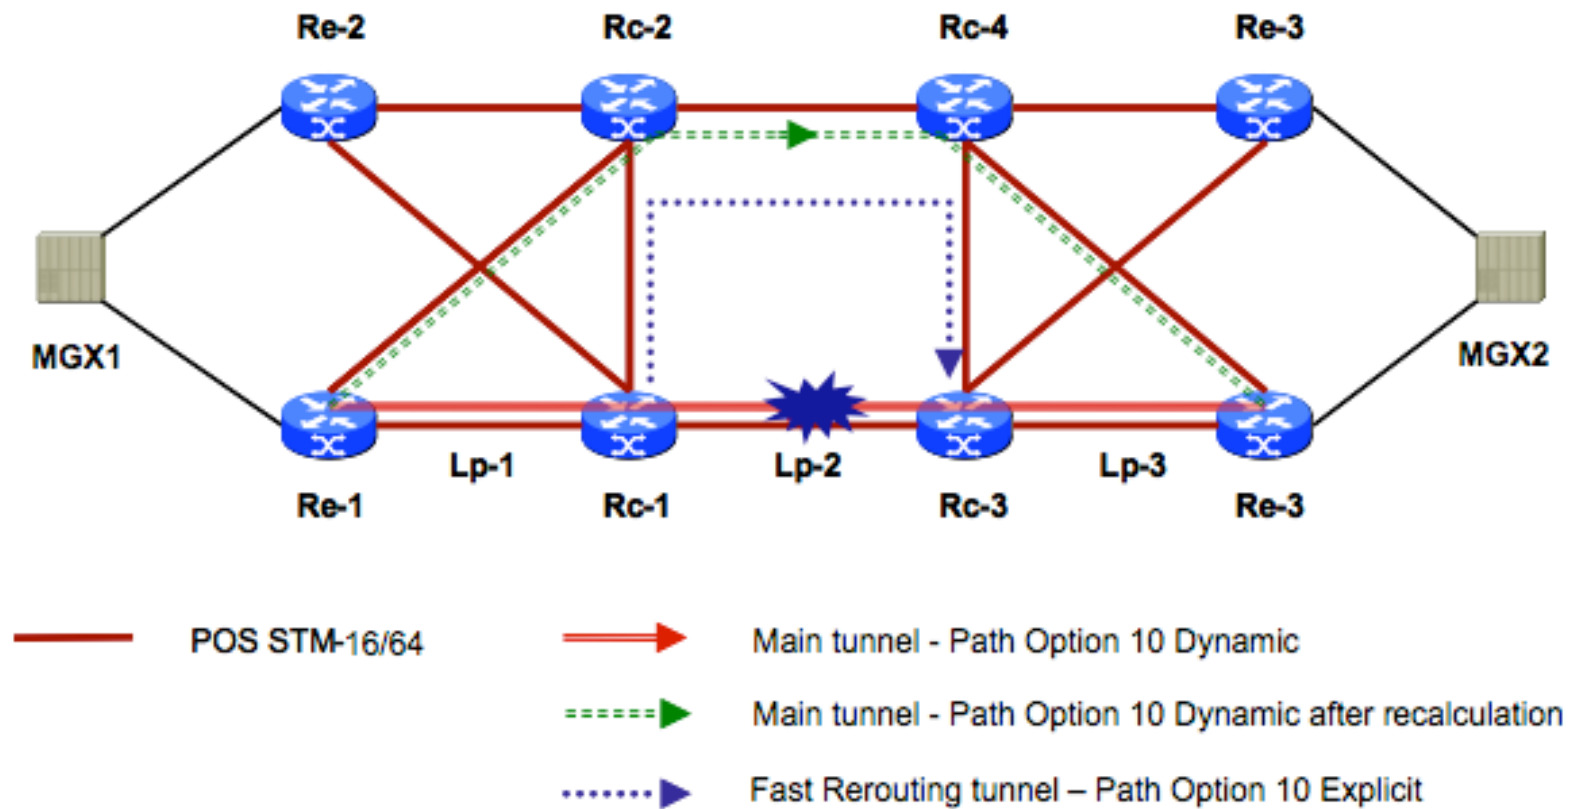 Re-2 Rc-2 Rc-4 Re-3
MGX1 MGX2
Lp-1 Lp-2 Lp-3
Re-1 Rc-1 Rc-3 Re-3
POS STM-16/64 Main tunnel - Path Option 10 Dynamic
Main tunnel - Path Option 10 Dynamic after recalculation
Fast Rerouting tunnel – Path Option 10 Explicit